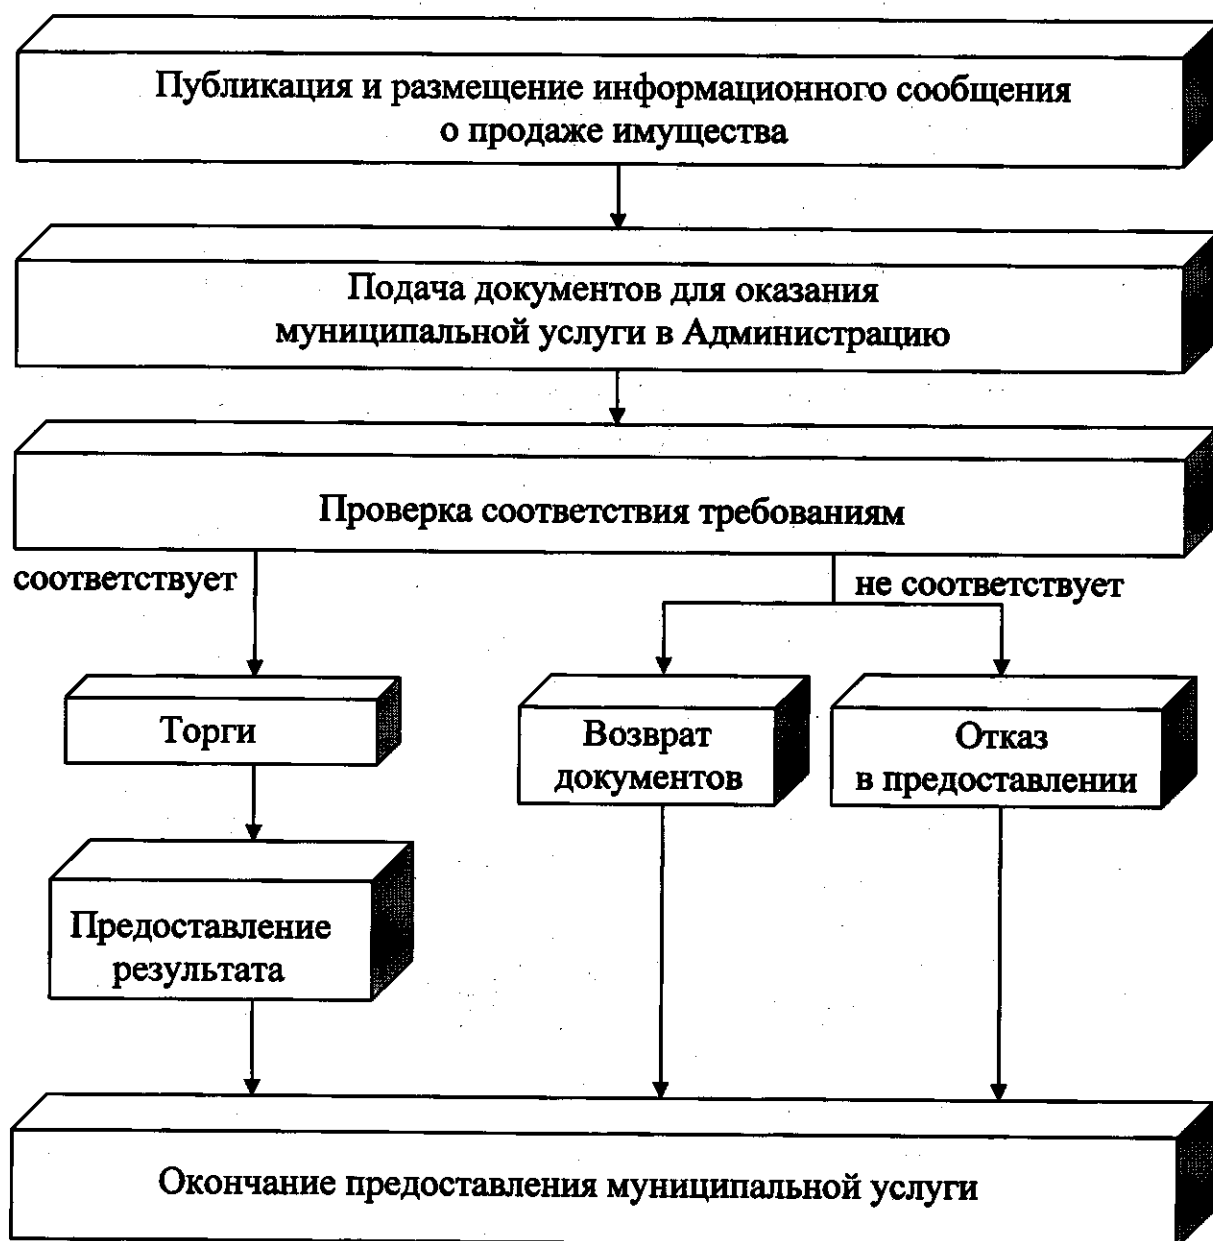 Публикация и размещение информационного сообщения
о продаже имущества
Подача документов для оказания
муниципальной услуги в Администрацию
Проверка соответствия требованиям
соответствует
не соответствует
Торги
Возврат
документов
Отказ
в предоставлении
Предоставление
результата
Окончание предоставления муниципальной услуги